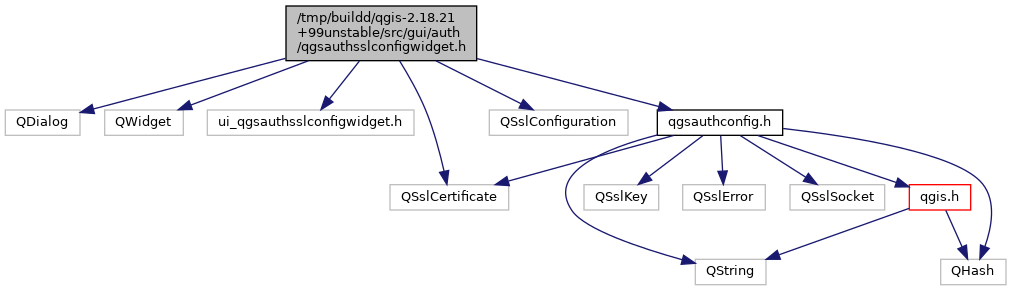 /tmp/buildd/qgis-2.18.21
+99unstable/src/gui/auth
/qgsauthsslconfigwidget.h
QDialog
QWidget
ui_qgsauthsslconfigwidget.h
QSslConfiguration
qgsauthconfig.h
QSslCertificate
QSslKey
QSslError
QSslSocket
qgis.h
QString
QHash